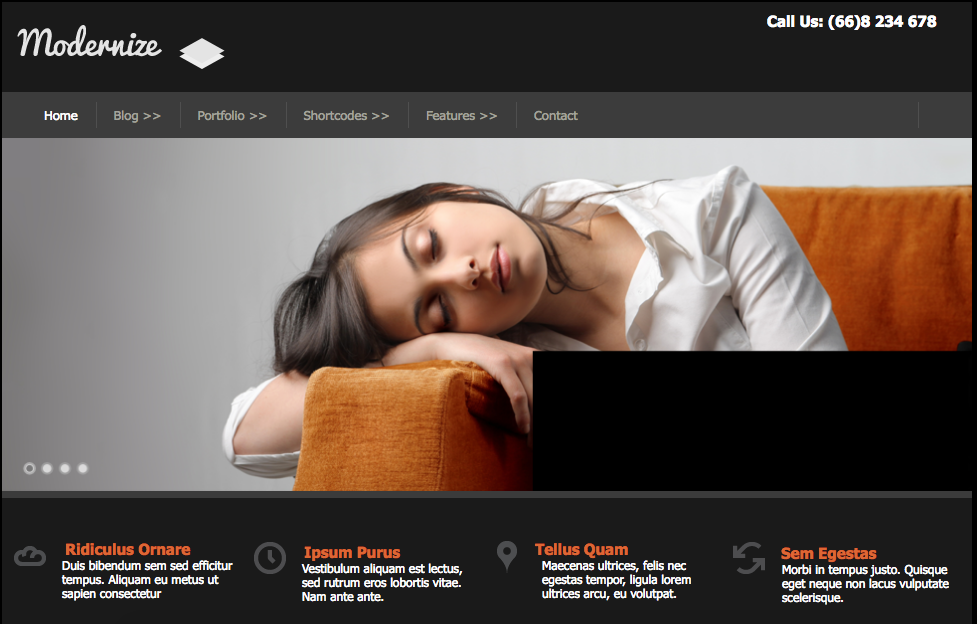 Modernize
Call Us: (66)8 234 678
Home
Blog >>
Portfolio >>
Shortcodes >>
Features >>
Contact
Ridiculus Ornare
Duis bibendum sem sed efficitur
tempus. Aliquam eu metus ut
sapien consectetur
Ipsum Purus
Vestibulum aliquam est lectus,
sed rutrum eros lobortis vitae.
Nam ante ante.
Tellus Quam
Maecenas ultrices, felis nec
egestas tempor, ligula lorem
ultrices arcu, eu volutpat.
Sem Egestas
Morbi in tempus justo. Quisque
eget neque non lacus vulputate
scelerisque.